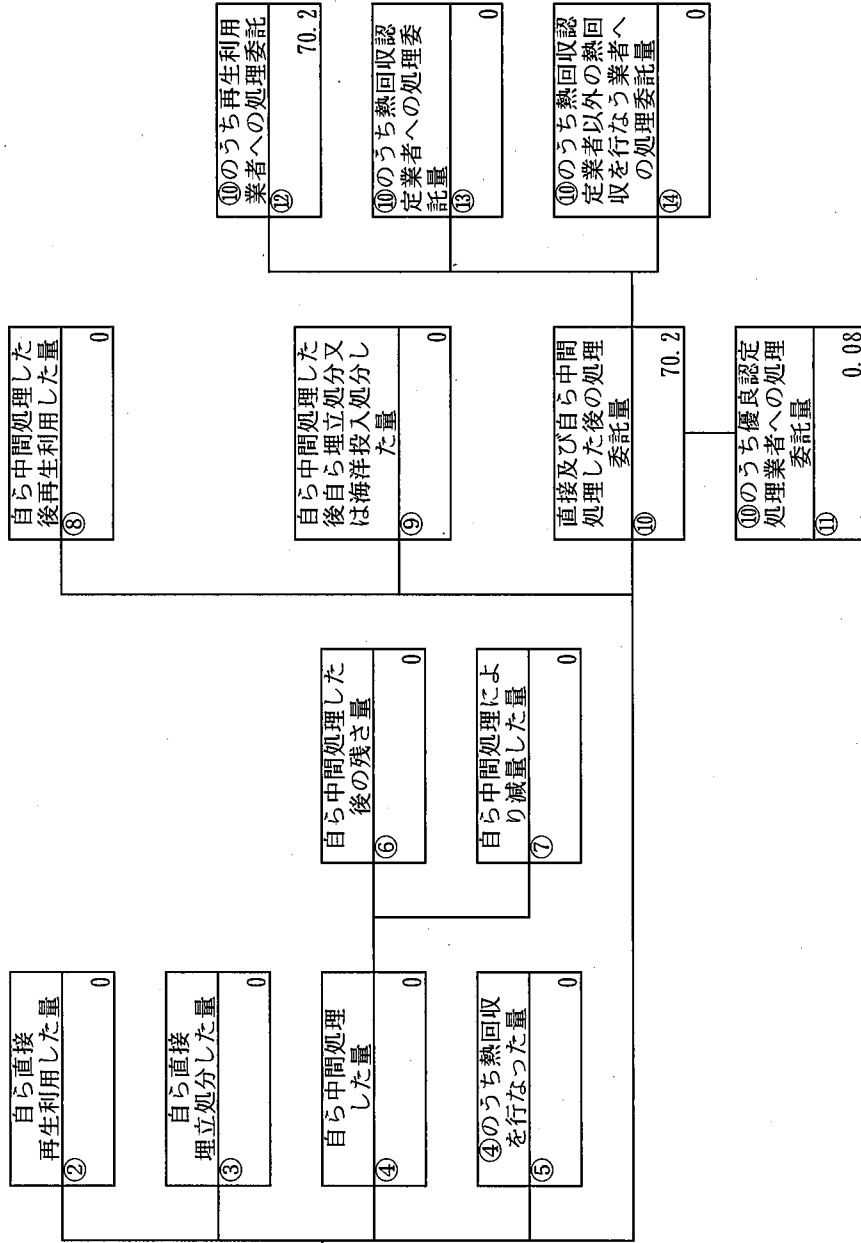 自ら直接
再生利用した量
②
0
自ら直接
埋立処分した量
③
0
自ら中間処理
した量
④
0
④のうち熱回収
を行なった量
⑤
0
自ら中間処理した
後の残さ量
⑥
0
自ら中間処理によ
り減量した量
⑦
0
自ら中間処理した
後再生利用した量
⑧
0
自ら中間処理した
後自ら埋立処分又
は海洋投入処分し
た量
⑨
0
直接及び自ら中間
処理した後の処理
委託量
⑩
70.2
⑩のうち優良認定
処理業者への処理
委託量
⑪
0.08
⑩のうち再生利用
業者への処理委託
⑫
70.2
⑩のうち熱回収認
定業者への処理委
託量
⑬
0
⑩のうち熱回収認
定業者以外の熱回
収を行なう業者へ
の処理委託量
⑭
0